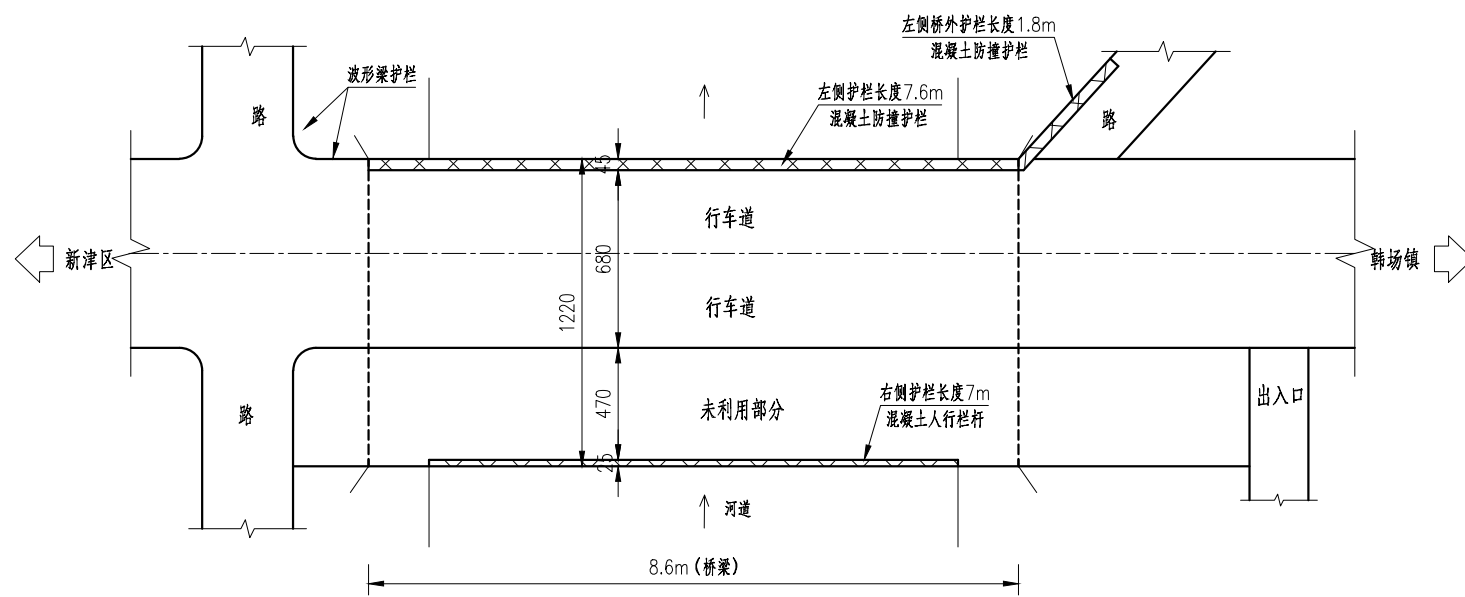 左侧桥外护栏长度1.8m
混凝土防撞护栏
波形梁护栏
左侧护栏长度7.6m
混凝土防撞护栏
路
路
45
行车道
新津区
680
韩场镇
1220
行车道
470
未利用部分
右侧护栏长度7m
混凝土人行栏杆
出入口
路
25
河道
8.6m(桥梁)